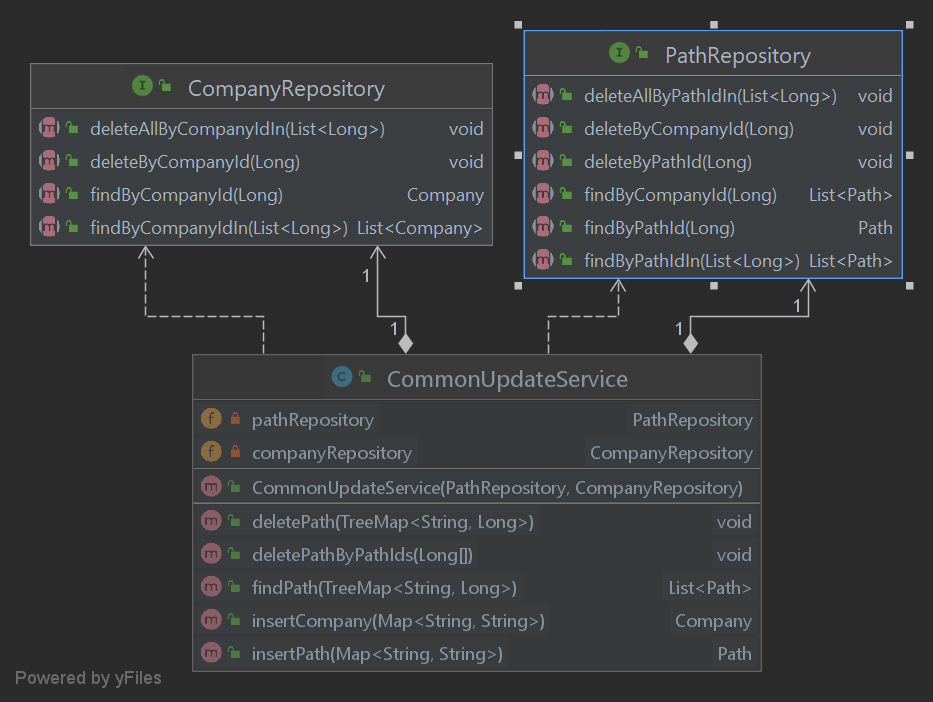 I CompanyRepository
m deleteAllByCompanyIdIn(List<Long>) void
m deleteByCompanyId(Long) void
m findByCompanyId(Long) Company
m findByCompanyIdIn(List<Long>) List<Company>
I PathRepository
m deleteAllByPathIdIn(List<Long>) void
m deleteByCompanyId(Long) void
m deleteByPathId(Long) void
m findByCompanyId(Long) List<Path>
m findByPathId(Long) Path
m findByPathIdIn(List<Long>) List<Path>
1
1
1
1
C CommonUpdateService
f pathRepository PathRepository
f companyRepository CompanyRepository
m CommonUpdateService(PathRepository, CompanyRepository)
m deletePath(TreeMap<String, Long>) void
m deletePathByPathIds(Long[]) void
m findPath(TreeMap<String, Long>) List<Path>
m insertCompany(Map<String, String>) Company
m insertPath(Map<String, String>) Path
Powered by yFiles